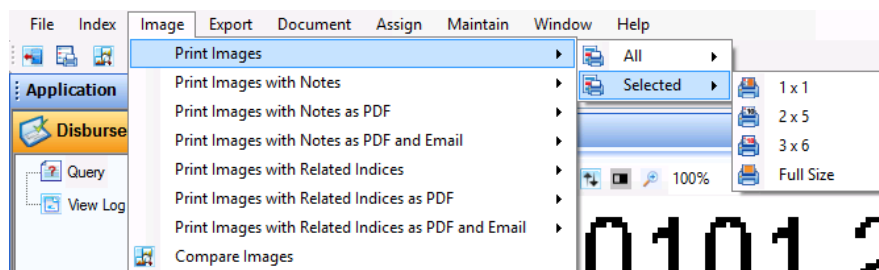 File Index Image Export Document Assign Maintain Window Help
Print Images
All
Application
Print Images with Notes
Selected
1 x 1
Print Images with Notes as PDF
2 x 5
Disburse
Print Images with Notes as PDF and Email
3 x 6
Query
Print Images with Related Indices
100%
Full Size
View Log
Print Images with Related Indices as PDF
Print Images with Related Indices as PDF and Email
0101
Compare Images